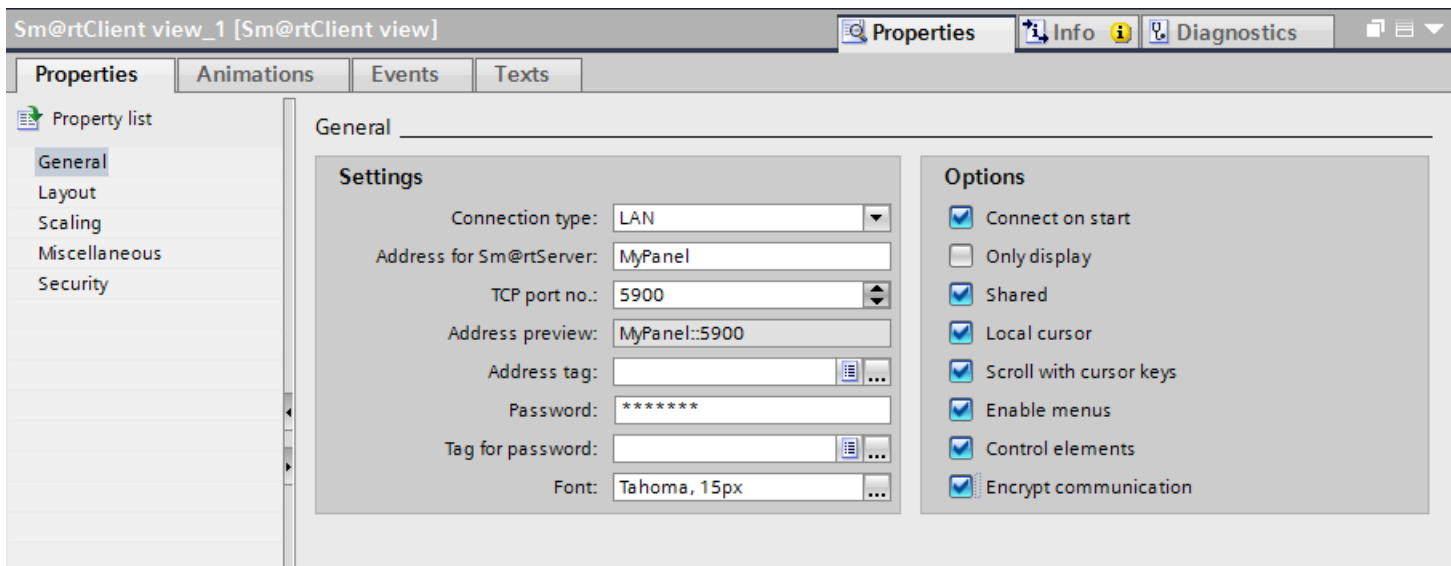 Sm@rtClient view_1 [Sm@rtClient view] Properties Info Diagnostics
Properties Animations Events Texts
Property list
General
Layout
Scaling
Miscellaneous
Security
General
Settings
Connection type: LAN
Address for Sm@rtServer: MyPanel
TCP port no.: 5900
Address preview: MyPanel::5900
Address tag: ...
Password: *******
Tag for password: ...
Font: Tahoma, 15px ...
Options
Connect on start
Only display
Shared
Local cursor
Scroll with cursor keys
Enable menus
Control elements
Encrypt communication